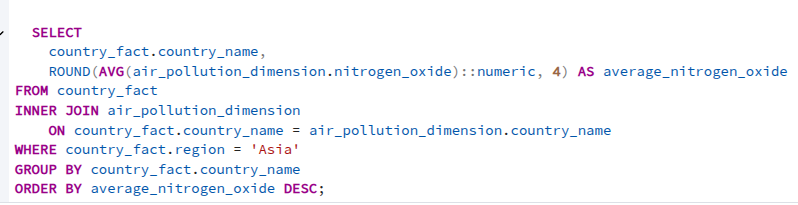 SELECT
country_fact.country_name,
ROUND(AVG(air_pollution_dimension.nitrogen_oxide)::numeric, 4) AS average_nitrogen_oxide
FROM country_fact
INNER JOIN air_pollution_dimension
ON country_fact.country_name = air_pollution_dimension.country_name
WHERE country_fact.region = 'Asia'
GROUP BY country_fact.country_name
ORDER BY average_nitrogen_oxide DESC;